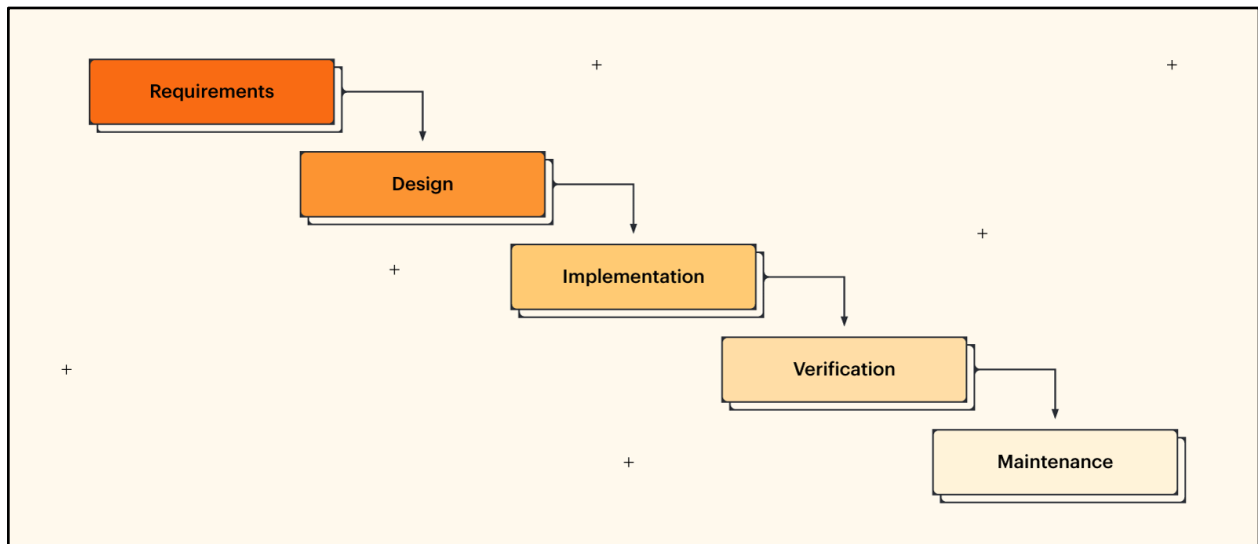 Requirements
Design
Implementation
Verification
Maintenance